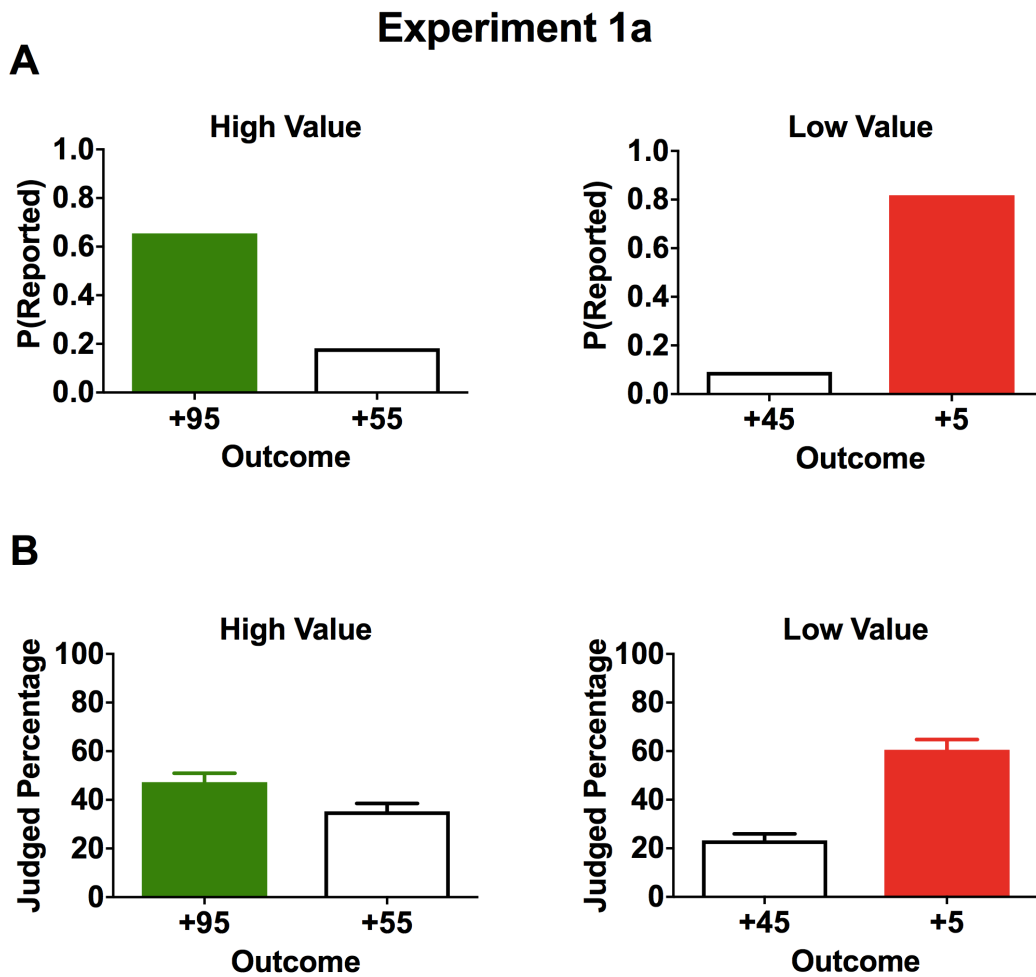 Experiment 1a
A
High Value
P(Reported)
1.0
0.8
0.6
0.4
0.2
0.0
+95 +55
Outcome
Low Value
P(Reported)
1.0
0.8
0.6
0.4
0.2
0.0
+45 +5
Outcome
B
High Value
Judged Percentage
100
80
60
40
20
0
+95 +55
Outcome
Low Value
Judged Percentage
100
80
60
40
20
0
+45 +5
Outcome